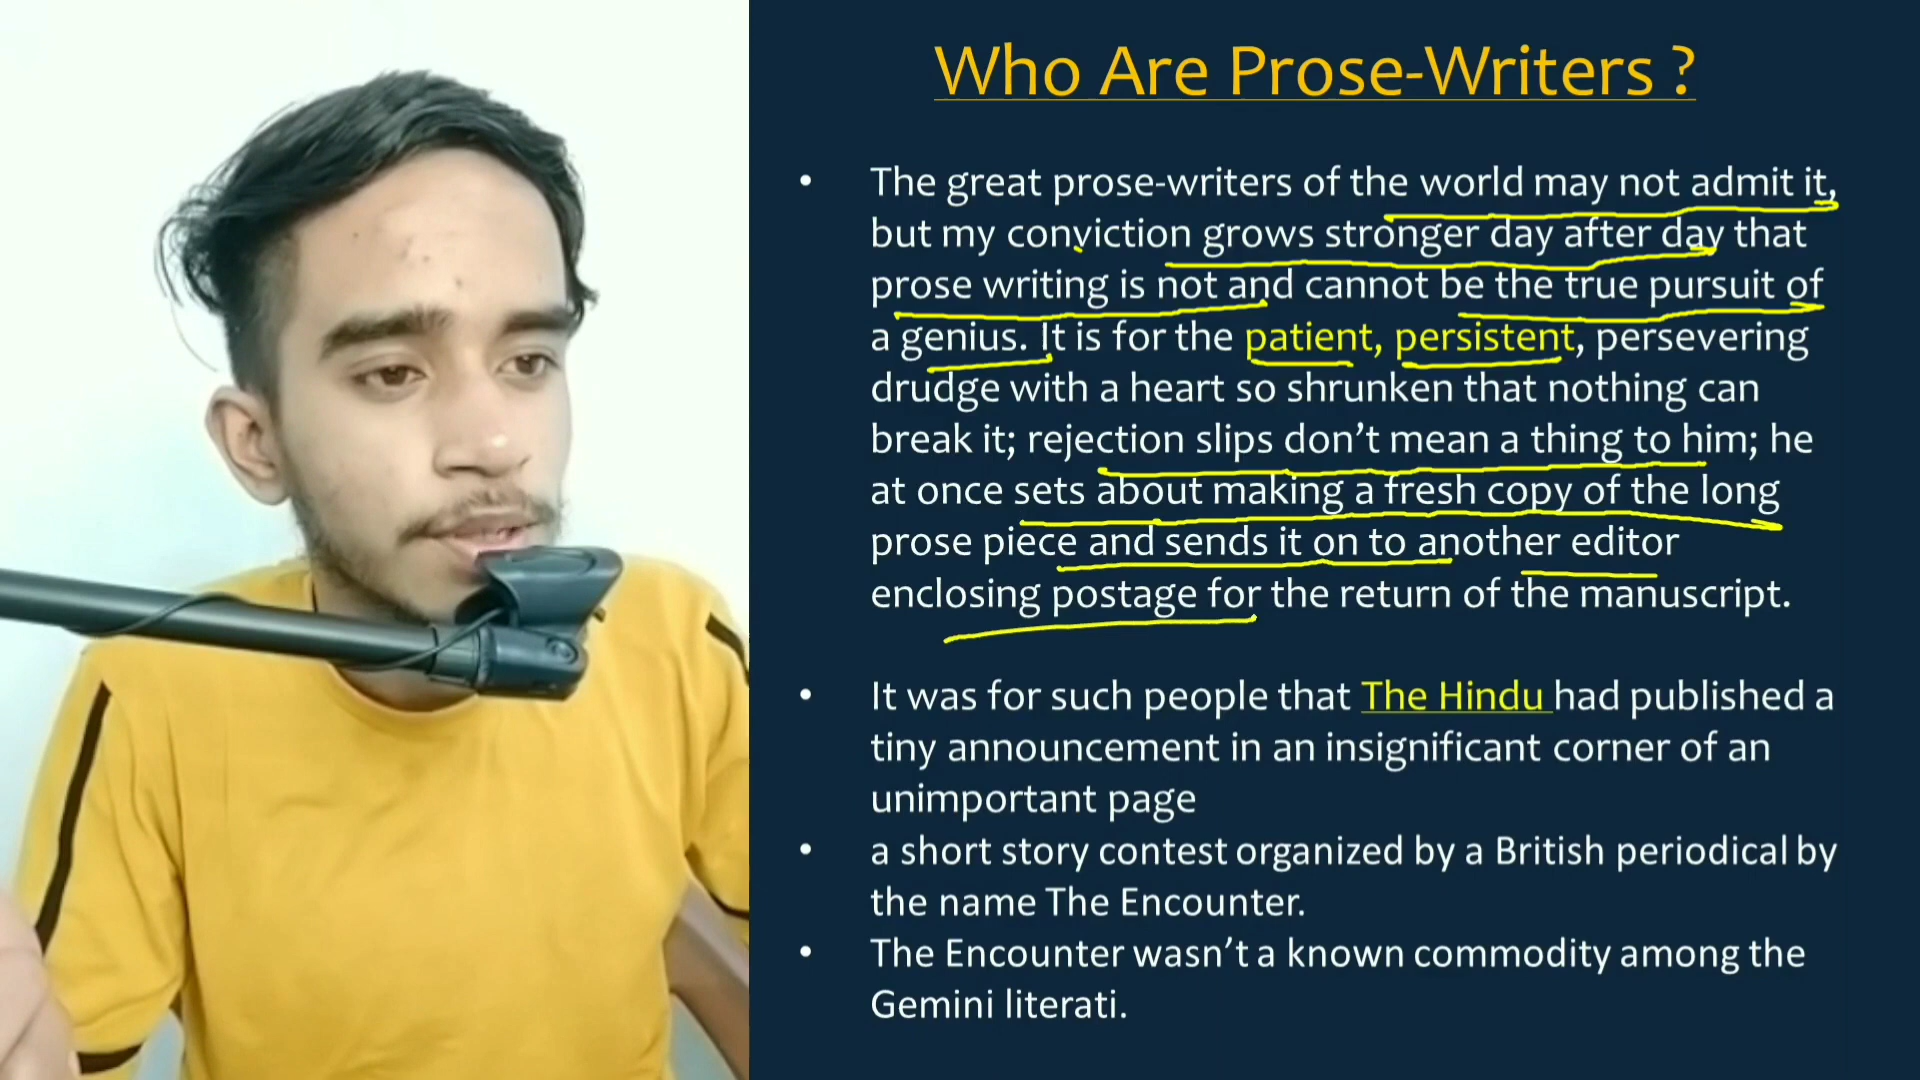 Who Are Prose-Writers ?
• The great prose-writers of the world may not admit it,
but my conviction grows stronger day after day that
prose writing is not and cannot be the true pursuit of
a genius. It is for the patient, persistent, persevering
drudge with a heart so shrunken that nothing can
break it; rejection slips don't mean a thing to him; he
at once sets about making a fresh copy of the long
prose piece and sends it on to another editor
enclosing postage for the return of the manuscript.
• It was for such people that The Hindu had published a
tiny announcement in an insignificant corner of an
unimportant page
• a short story contest organized by a British periodical by
the name The Encounter.
• The Encounter wasn't a known commodity among the
Gemini literati.